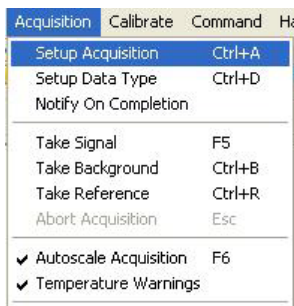 Acquisition Calibrate Command
Setup Acquisition Ctrl+A
Setup Data Type Ctrl+D
Notify On Completion
Take Signal F5
Take Background Ctrl+B
Take Reference Ctrl+R
Abort Acquisition Esc
✓ Autoscale Acquisition F6
✓ Temperature Warnings